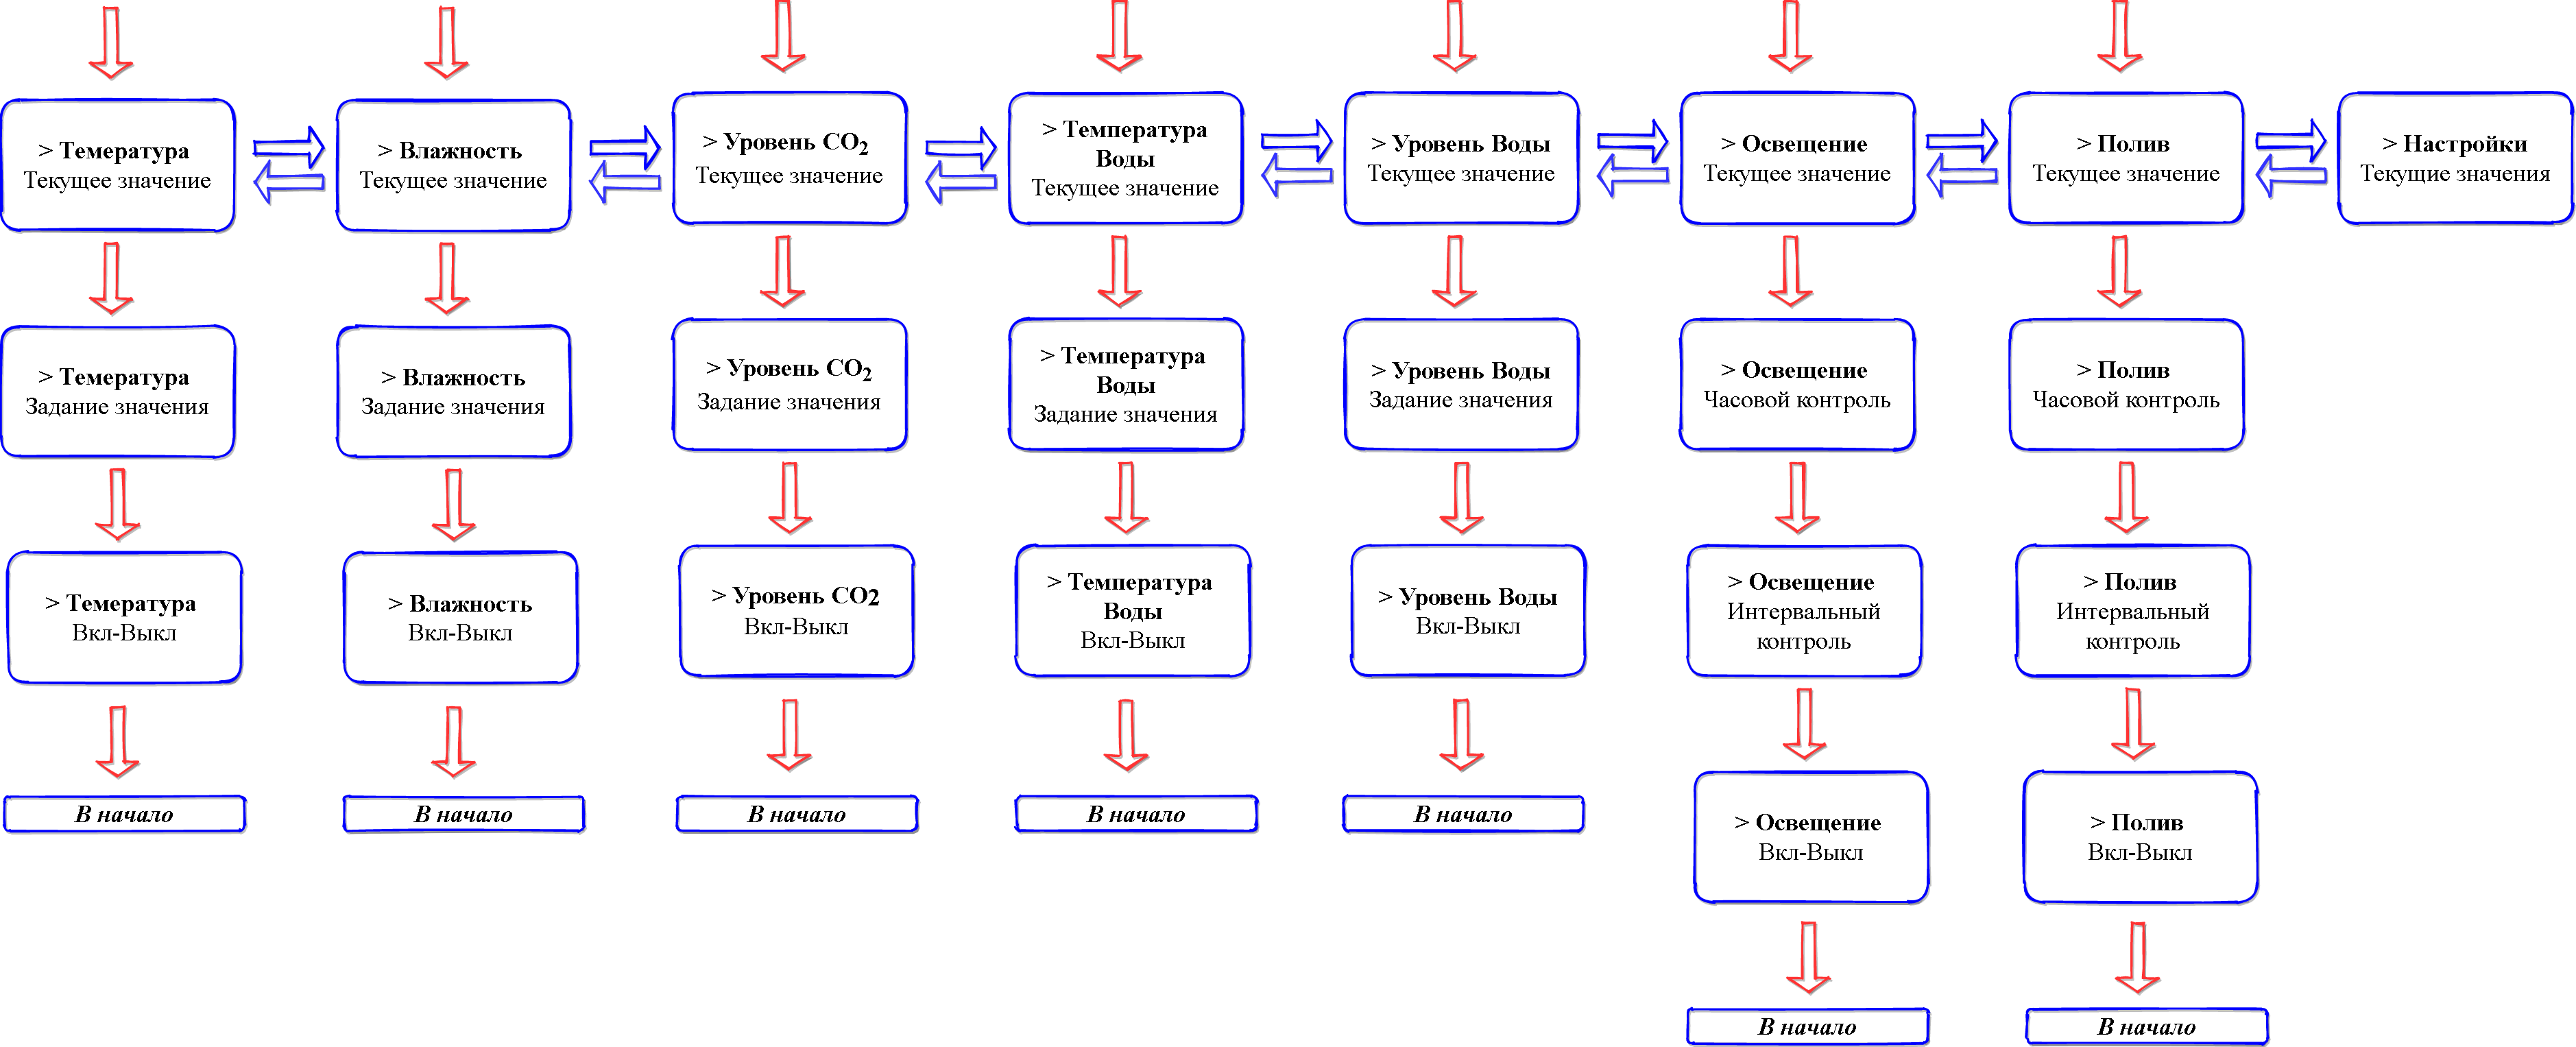 > Темература
Текущее значение
> Влажность
Текущее значение
> Уровень CO₂
Текущее значение
> Температура
Воды
Текущее значение
> Уровень Воды
Текущее значение
> Освещение
Текущее значение
> Полив
Текущее значение
> Настройки
Текущие значения
> Темература
Задание значения
> Влажность
Задание значения
> Уровень CO₂
Задание значения
> Температура
Воды
Задание значения
> Уровень Воды
Задание значения
> Освещение
Часовой контроль
> Полив
Часовой контроль
> Темература
Вкл-Выкл
> Влажность
Вкл-Выкл
> Уровень CO2
Вкл-Выкл
> Температура
Воды
Вкл-Выкл
> Уровень Воды
Вкл-Выкл
> Освещение
Интервальный
контроль
> Полив
Интервальный
контроль
В начало
В начало
В начало
В начало
В начало
> Освещение
Вкл-Выкл
> Полив
Вкл-Выкл
В начало
В начало